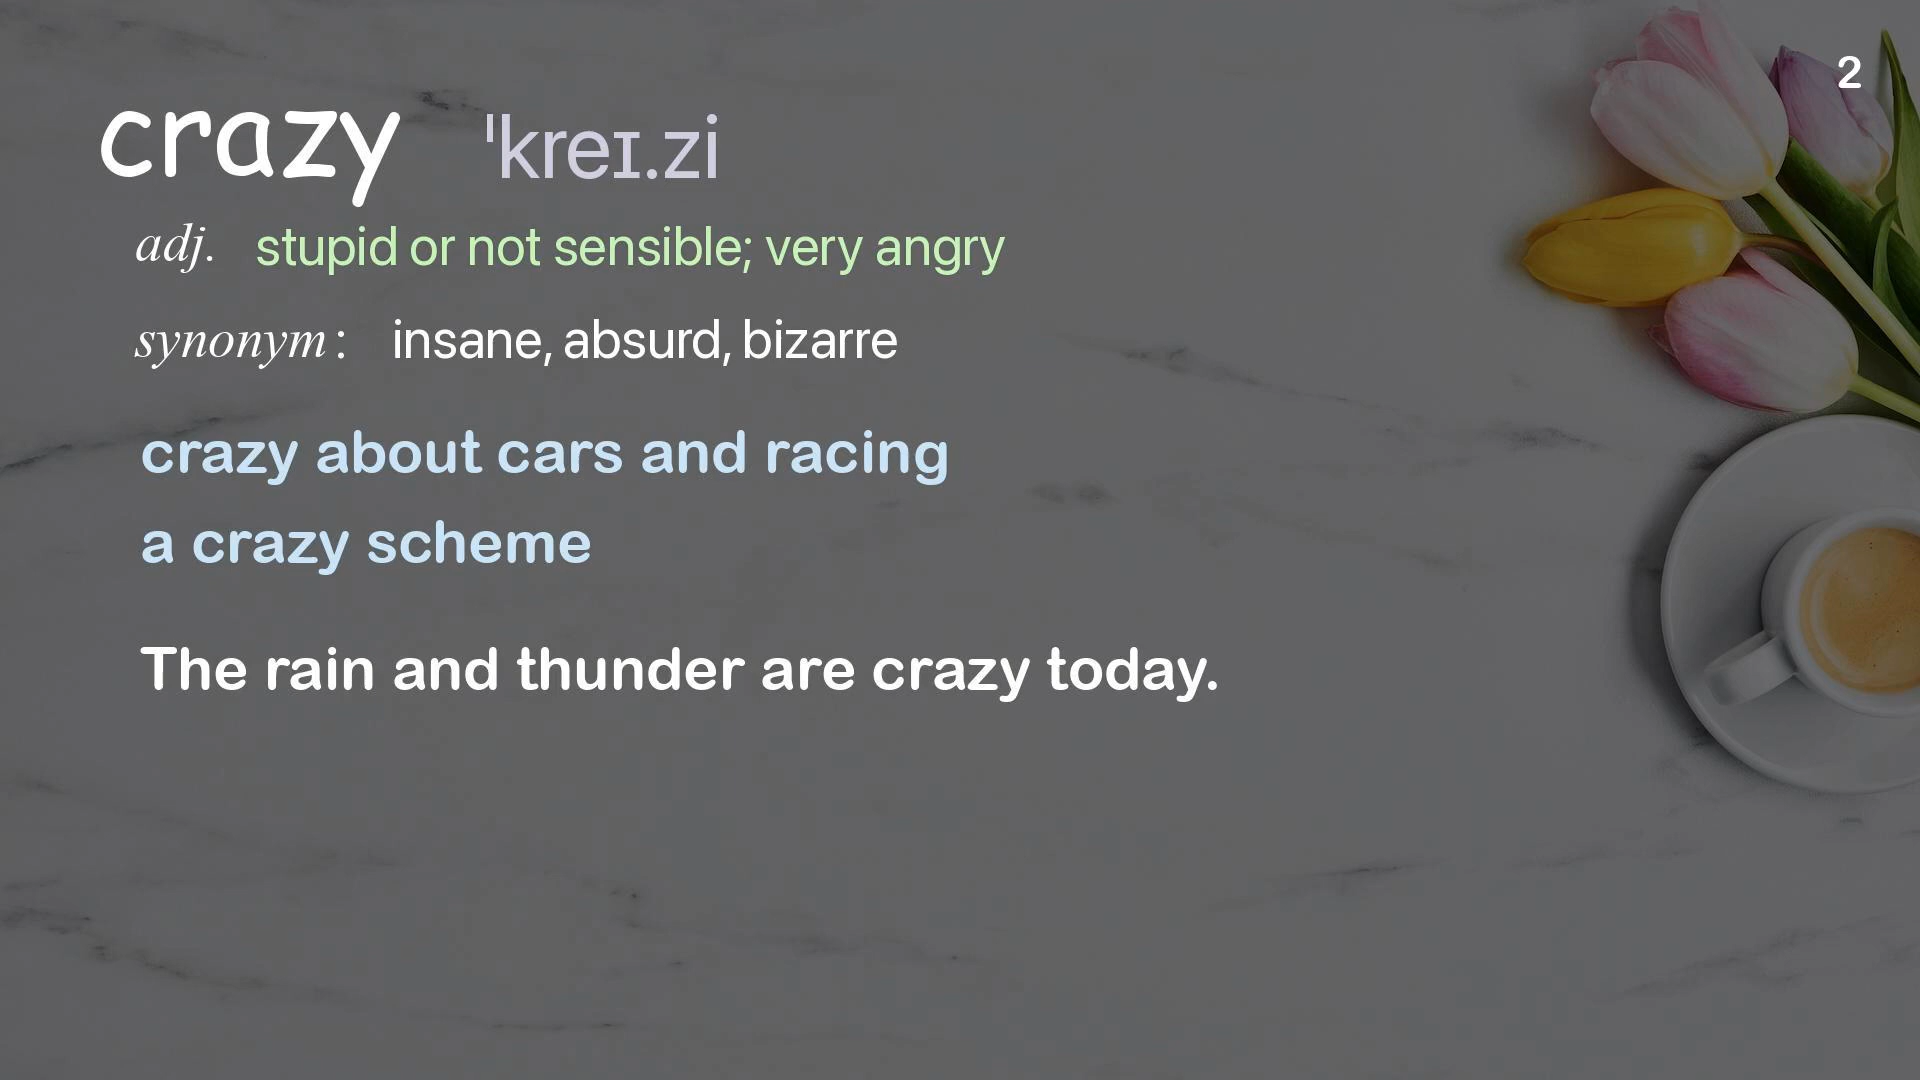 2
crazy ˈkreɪ.zi
adj. stupid or not sensible; very angry
synonym: insane, absurd, bizarre
crazy about cars and racing
a crazy scheme
The rain and thunder are crazy today.